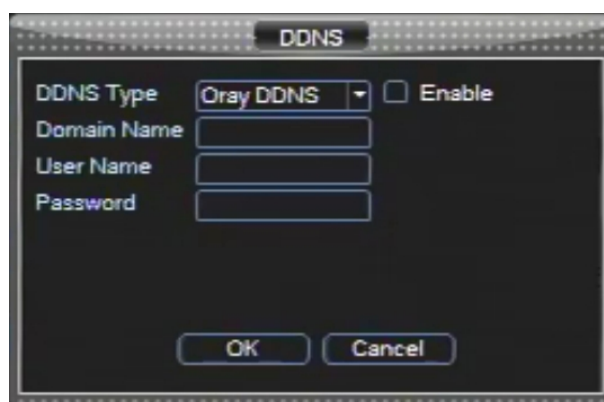 DDNS
DDNS Type Oray DDNS Enable
Domain Name
User Name
Password
OK Cancel